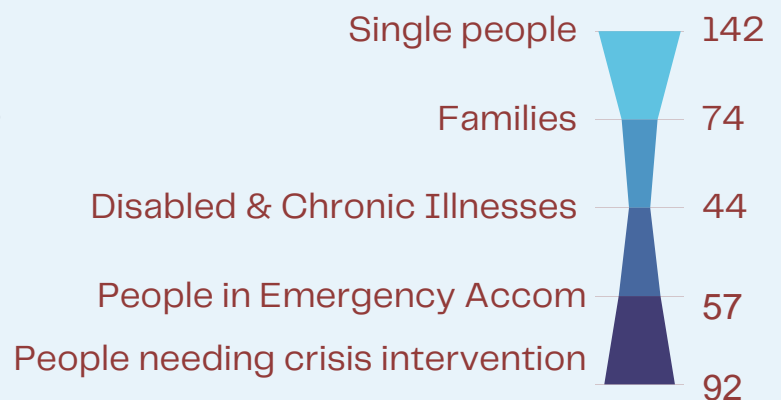 Single people 142
Families 74
Disabled & Chronic Illnesses 44
People in Emergency Accom 57
People needing crisis intervention 92